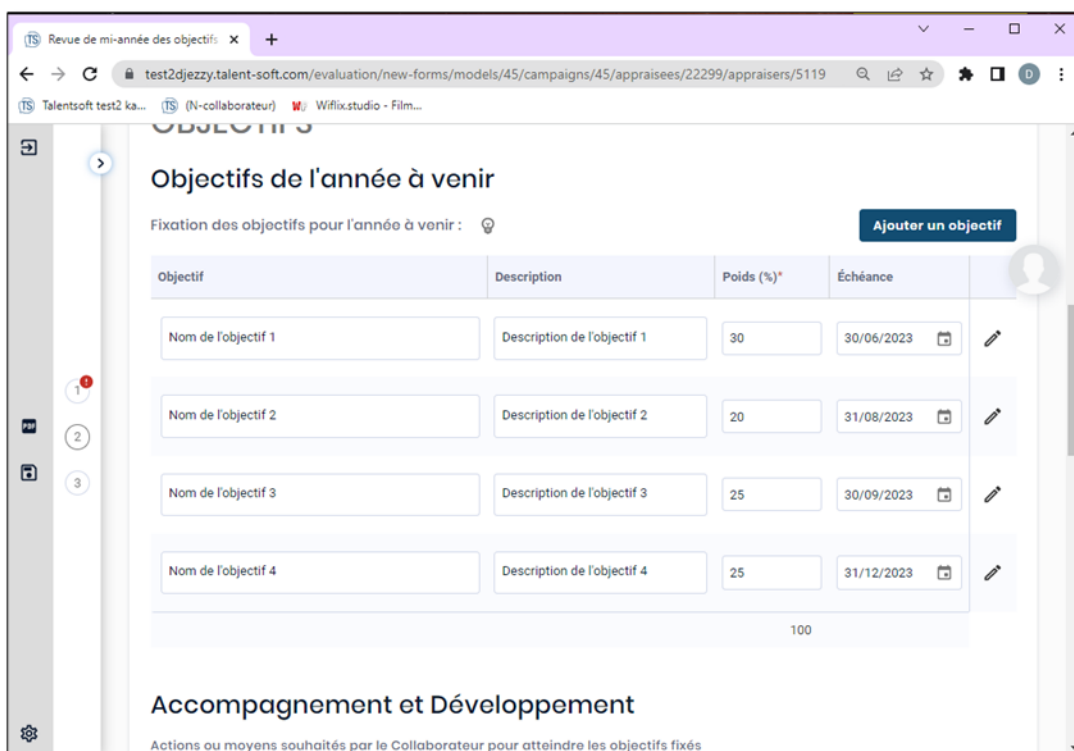 Revue de mi-année des objectifs
test2djezzy.talent-soft.com/evaluation/new-forms/models/45/campaigns/45/appraisees/22299/appraisers/5119
D
TS Talentsoft test2 ka... TS (N-collaborateur) Wiflix.studio - Film...
OBJECTIFS
Objectifs de l'année à venir
Fixation des objectifs pour l'année à venir :
Ajouter un objectif
Objectif Description Poids (%)* Échéance
Nom de l'objectif 1 Description de l'objectif 1 30 30/06/2023
Nom de l'objectif 2 Description de l'objectif 2 20 31/08/2023
Nom de l'objectif 3 Description de l'objectif 3 25 30/09/2023
Nom de l'objectif 4 Description de l'objectif 4 25 31/12/2023
100
1
2
3
PDF
Accompagnement et Développement
Actions ou moyens souhaités par le Collaborateur pour atteindre les objectifs fixés